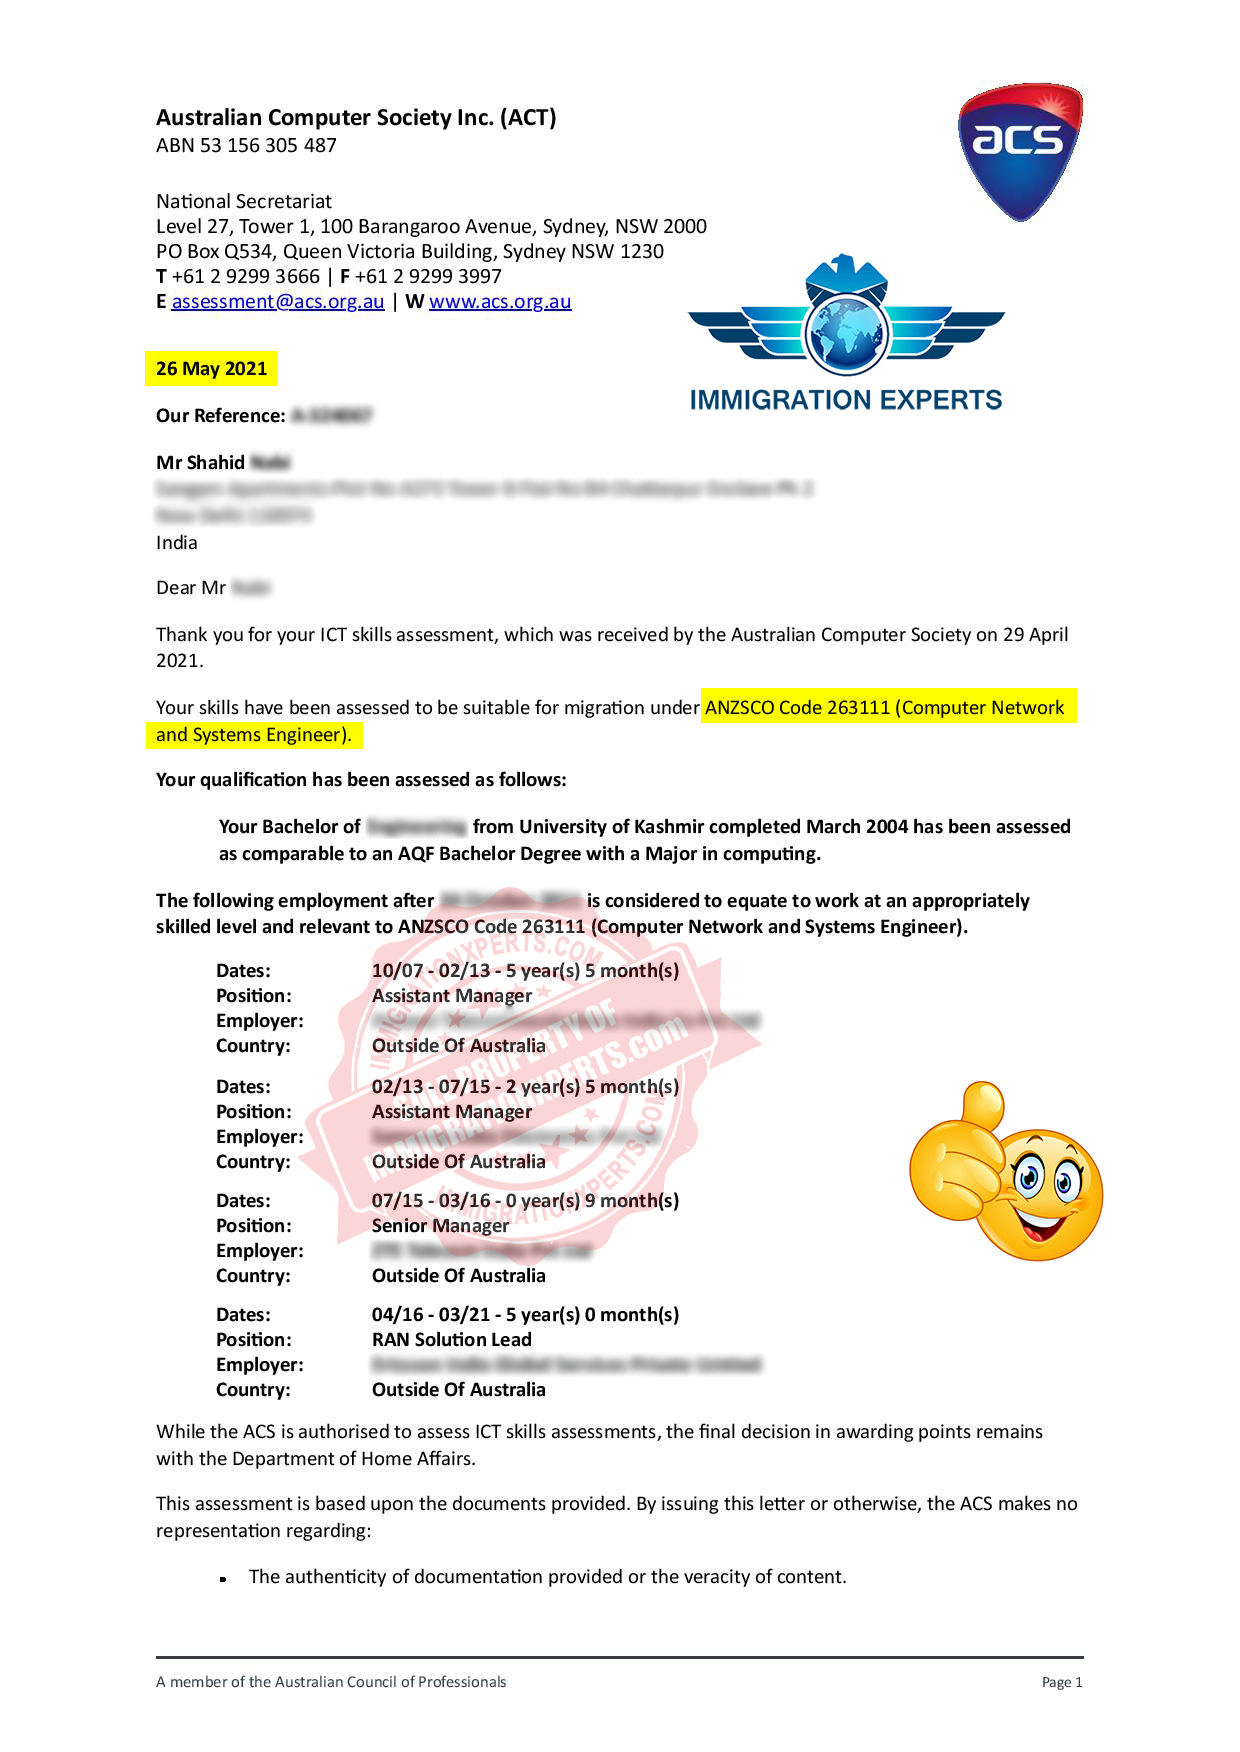 Australian Computer Society Inc. (ACT)
ABN 53 156 305 487
acs
National Secretariat
Level 27, Tower 1, 100 Barangaroo Avenue, Sydney, NSW 2000
PO Box Q534, Queen Victoria Building, Sydney NSW 1230
T +61 2 9299 3666 | F +61 2 9299 3997
E assessment@acs.org.au | W www.acs.org.au
IMMIGRATION EXPERTS
26 May 2021
Our Reference:
Mr Shahid
India
Dear Mr
Thank you for your ICT skills assessment, which was received by the Australian Computer Society on 29 April
2021.
Your skills have been assessed to be suitable for migration under ANZSCO Code 263111 (Computer Network
and Systems Engineer).
Your qualification has been assessed as follows:
Your Bachelor of from University of Kashmir completed March 2004 has been assessed
as comparable to an AQF Bachelor Degree with a Major in computing.
The following employment after is considered to equate to work at an appropriately
skilled level and relevant to ANZSCO Code 263111 (Computer Network and Systems Engineer).
Dates: 10/07 - 02/13 - 5 year(s) 5 month(s)
Position: Assistant Manager
Employer:
Country: Outside Of Australia
Dates: 02/13 - 07/15 - 2 year(s) 5 month(s)
Position: Assistant Manager
Employer:
Country: Outside Of Australia
Dates: 07/15 - 03/16 - 0 year(s) 9 month(s)
Position: Senior Manager
Employer:
Country: Outside Of Australia
Dates: 04/16 - 03/21 - 5 year(s) 0 month(s)
Position: RAN Solution Lead
Employer:
Country: Outside Of Australia
IMMIGRATIONXPERTS.COM
SOLE PROPERTY OF
IMMIGRATIONXPERTS.com
IMMIGRATIONXPERTS.COM
While the ACS is authorised to assess ICT skills assessments, the final decision in awarding points remains
with the Department of Home Affairs.
This assessment is based upon the documents provided. By issuing this letter or otherwise, the ACS makes no
representation regarding:
▪ The authenticity of documentation provided or the veracity of content.
A member of the Australian Council of Professionals Page 1